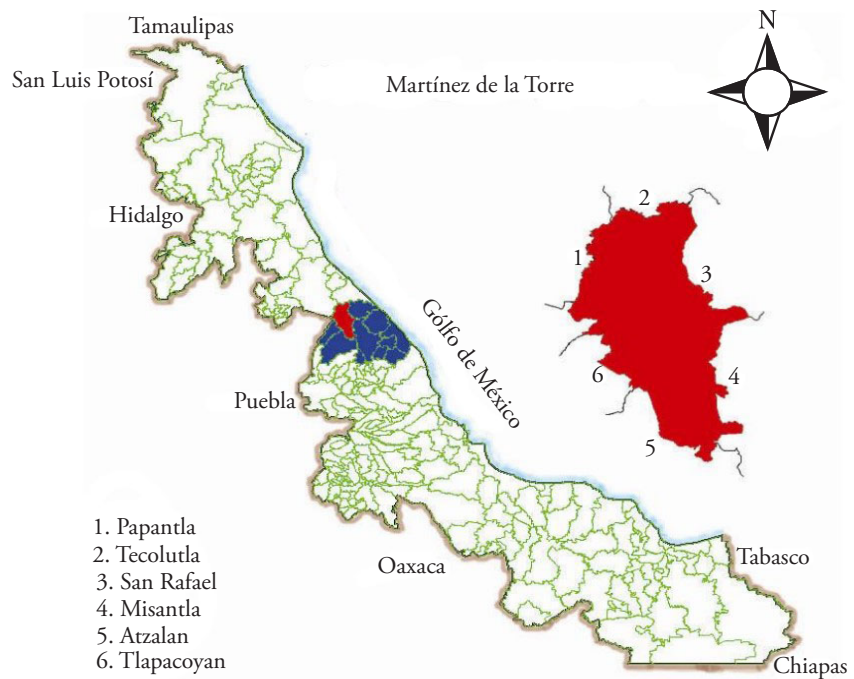 Tamaulipas
N
San Luis Potosí
Martínez de la Torre
2
Hidalgo
1
3
Gólfo de México
6
4
Puebla
5
1. Papantla
2. Tecolutla
3. San Rafael
4. Misantla
5. Atzalan
6. Tlapacoyan
Oaxaca
Tabasco
Chiapas